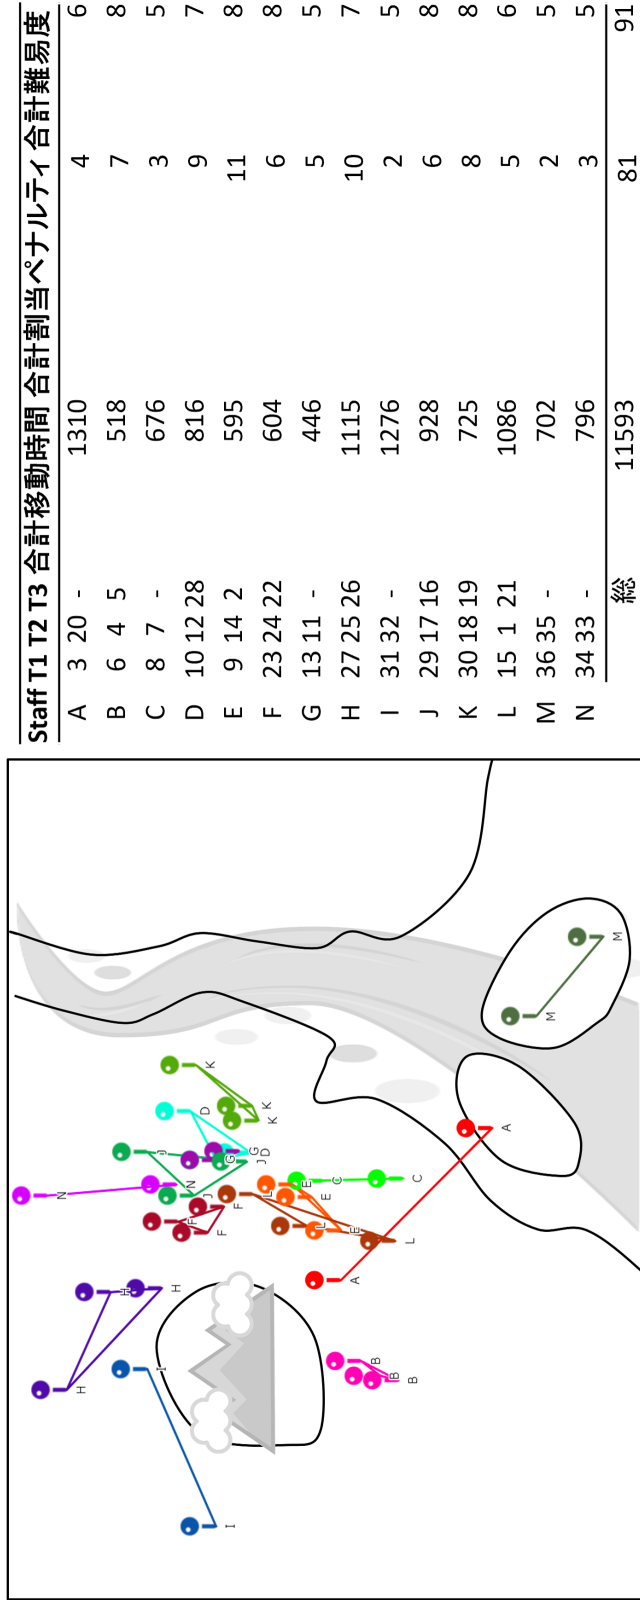 Staff T1 T2 T3 合計移動時間 合計割当ペナルティ 合計難易度
A 3 20 - 1310 4 6
B 6 4 5 518 7 8
C 8 7 - 676 3 5
D 10 12 28 816 9 7
E 9 14 2 595 11 8
F 23 24 22 604 6 8
G 13 11 - 446 5 5
H 27 25 26 1115 10 7
I 31 32 - 1276 2 5
J 29 17 16 928 6 8
K 30 18 19 725 8 8
L 15 1 21 1086 5 6
M 36 35 - 702 2 5
N 34 33 - 796 3 5
総 11593 81 91
N
H
H
H
I
I
J
N
J
J
F
F
F
K
K
K
D
D
G
G
L
L
L
E
E
E
C
C
A
A
B
B
B
M
M